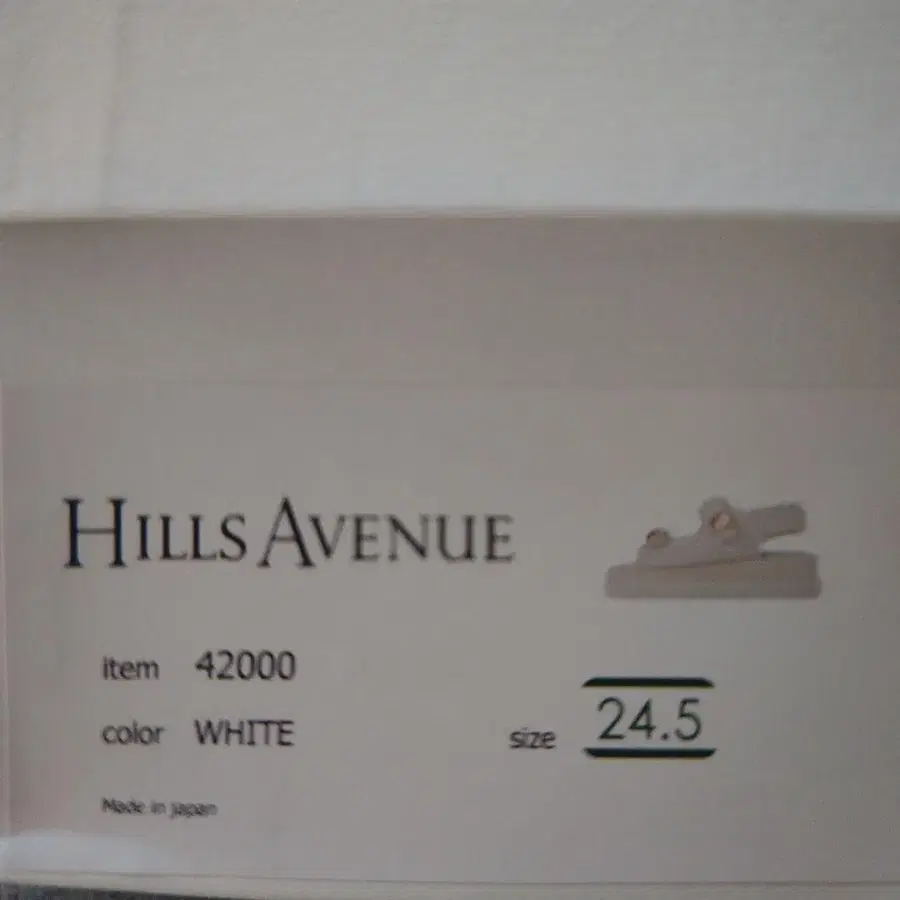 HILLS AVENUE
item 42000
color WHITE
size 24.5
Made in japan